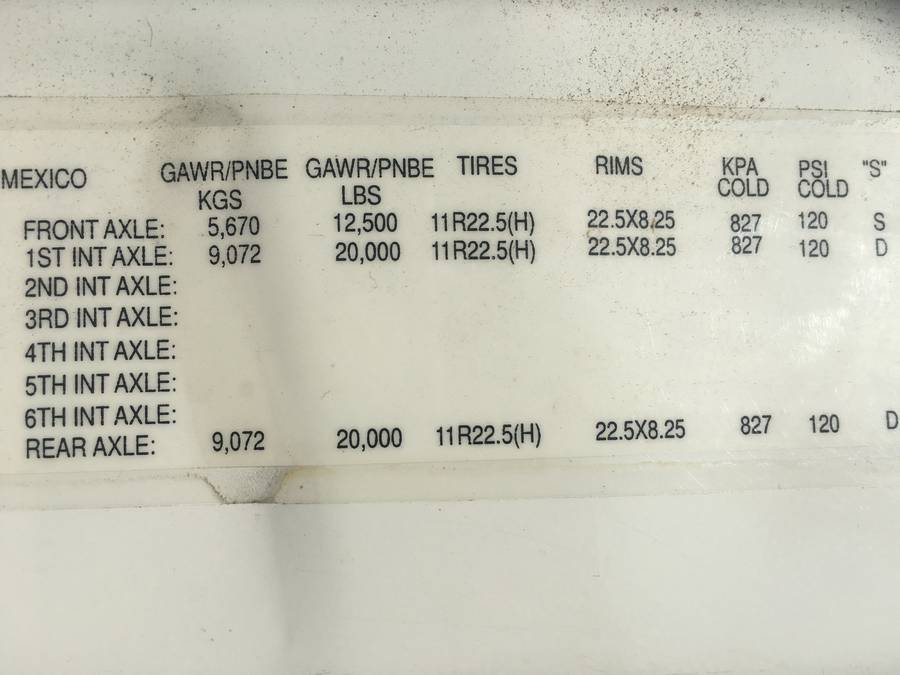 MEXICO GAWR/PNBE KGS GAWR/PNBE LBS TIRES RIMS KPA COLD PSI COLD "S"
FRONT AXLE: 5,670 12,500 11R22.5(H) 22.5X8.25 827 120 S
1ST INT AXLE: 9,072 20,000 11R22.5(H) 22.5X8.25 827 120 D
2ND INT AXLE:
3RD INT AXLE:
4TH INT AXLE:
5TH INT AXLE:
6TH INT AXLE:
REAR AXLE: 9,072 20,000 11R22.5(H) 22.5X8.25 827 120 D